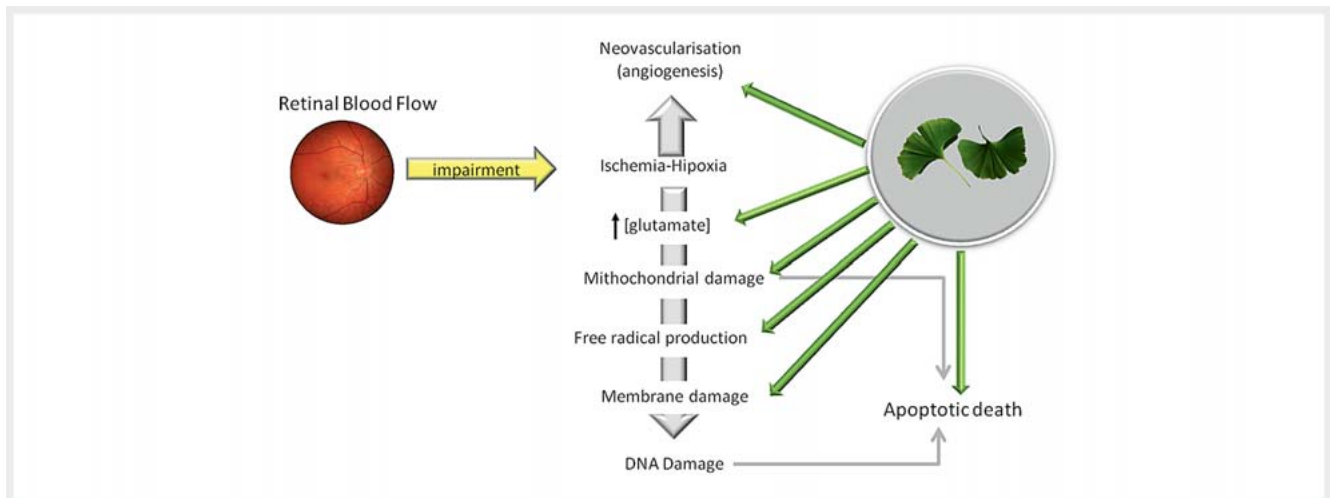 Neovascularisation
(angiogenesis)
Retinal Blood Flow
impairment
Ischemia-Hipoxia
[glutamate]
Mithochondrial damage
Free radical production
Membrane damage
Apoptotic death
DNA Damage